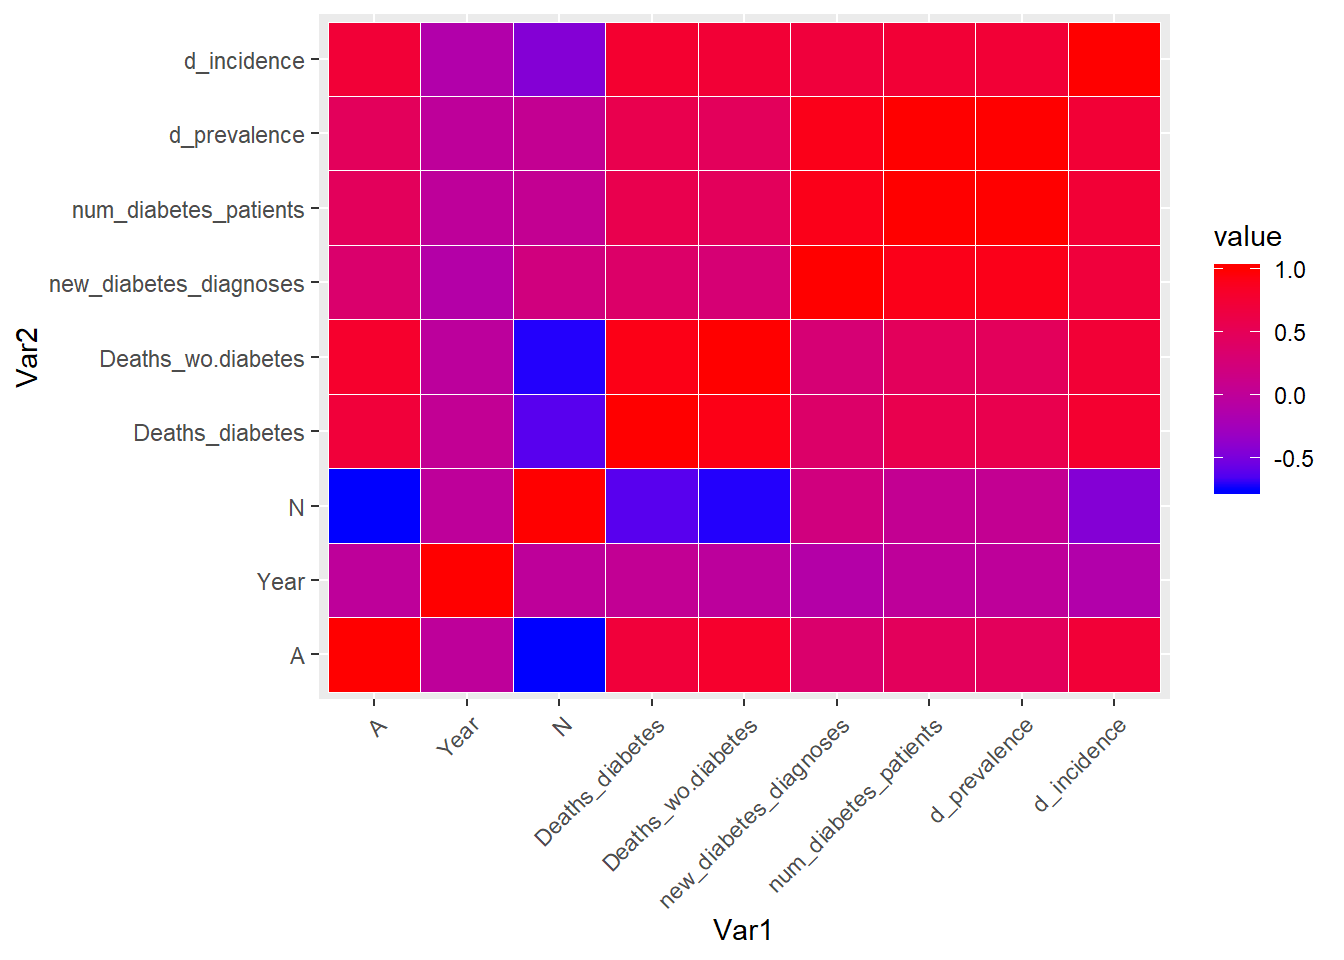 d_incidence
d_prevalence
num_diabetes_patients
new_diabetes_diagnoses
Deaths_wo.diabetes
Deaths_diabetes
N
Year
A
Var2
A
Year
N
Deaths_diabetes
Deaths_wo.diabetes
new_diabetes_diagnoses
num_diabetes_patients
d_prevalence
d_incidence
Var1
value
1.0
0.5
0.0
-0.5